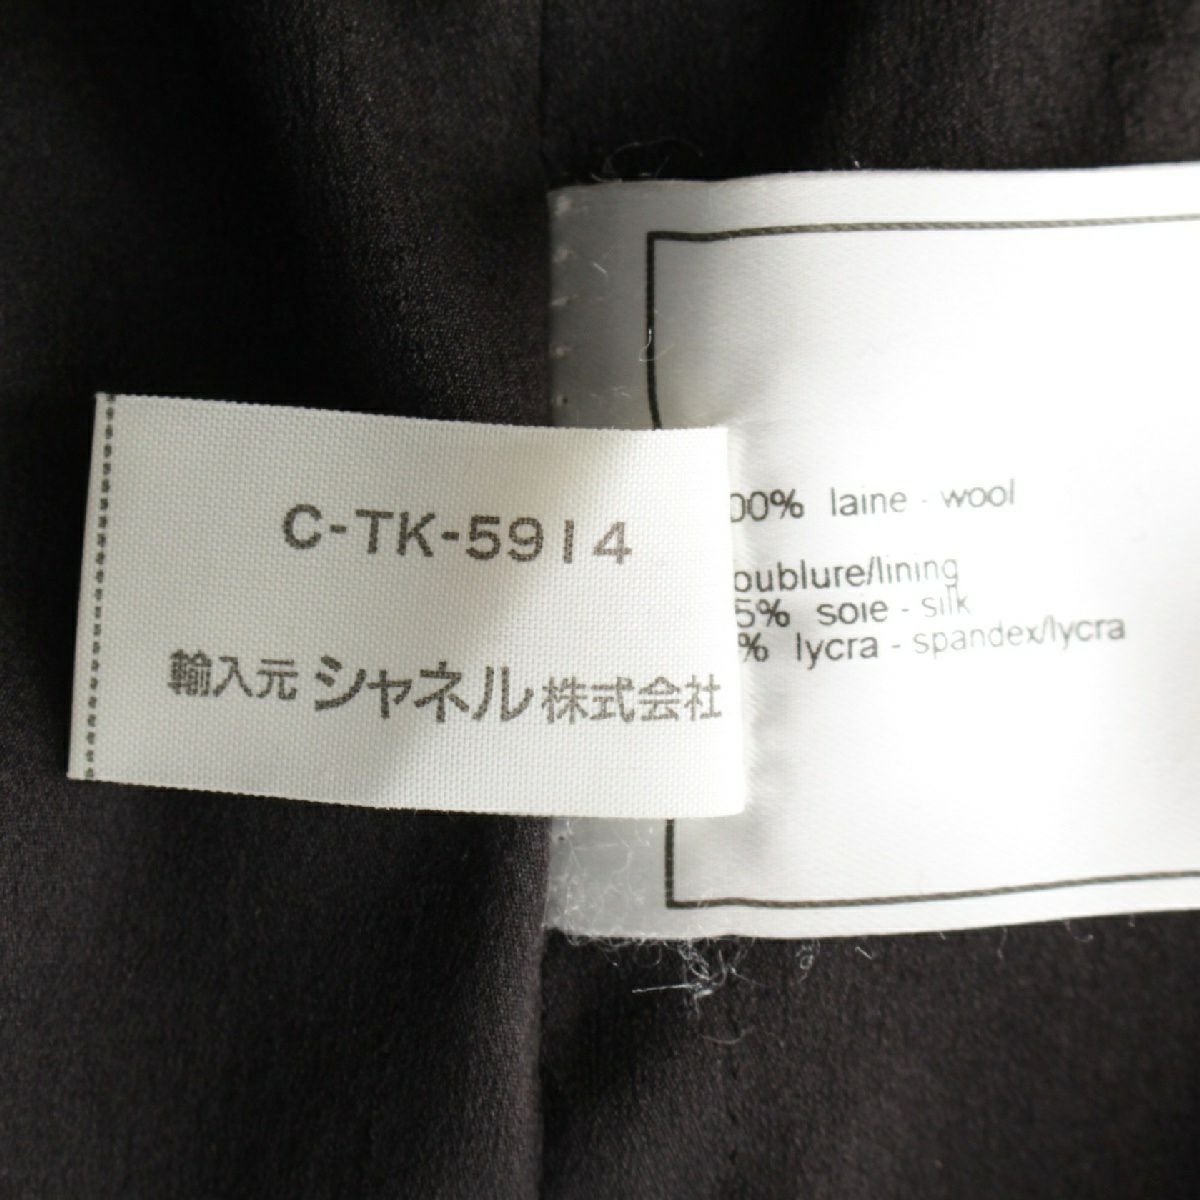 C-TK-5914
輸入元 シャネル 株式会社
00% laine - wool
oublure/lining
5% soie - silk
% lycra - spandex/lycra